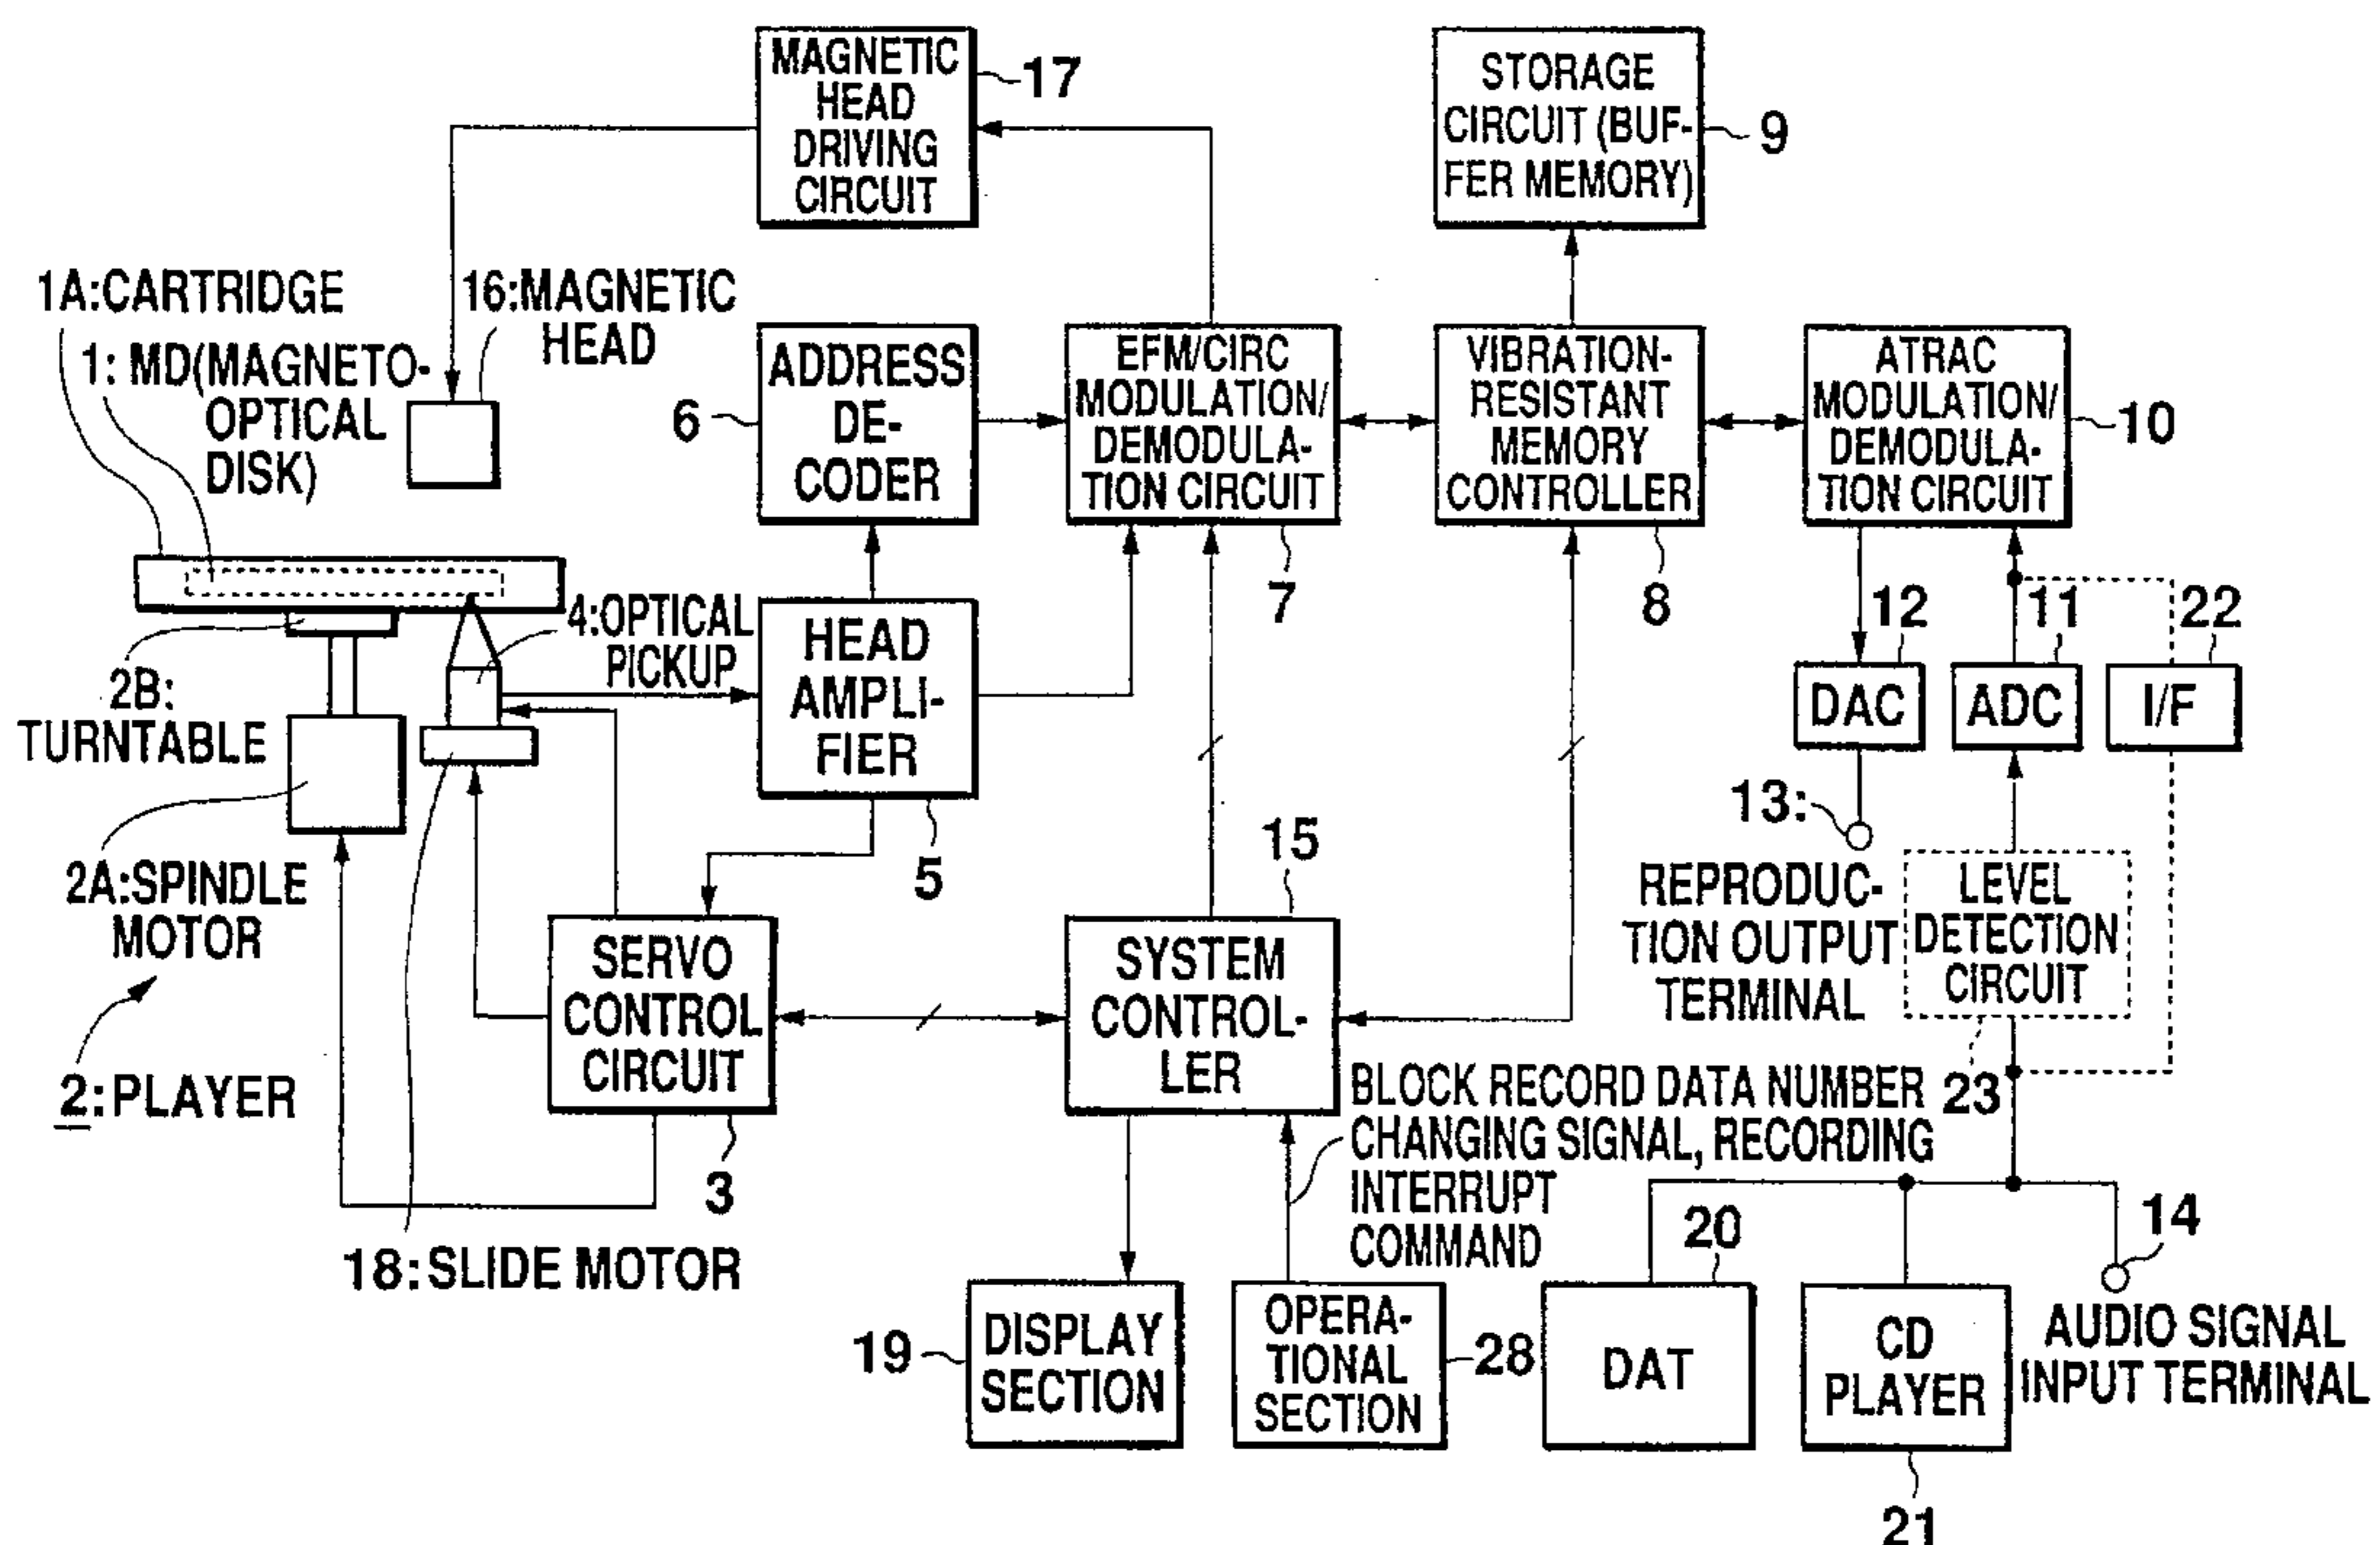 MAGNETIC
HEAD
DRIVING
CIRCUIT
17
STORAGE
CIRCUIT (BUF-
FER MEMORY)
9
1A:CARTRIDGE
1: MD(MAGNETO-
OPTICAL
DISK)
16:MAGNETIC
HEAD
ADDRESS
DE-
CODER
6
EFM/CIRC
MODULATION/
DEMODULA-
TION CIRCUIT
7
VIBRATION-
RESISTANT
MEMORY
CONTROLLER
8
ATRAC
MODULATION/
DEMODULA-
TION CIRCUIT
10
4:OPTICAL
PICKUP
HEAD
AMPLI-
FIER
5
12
11
22
DAC
ADC
I/F
2B:
TURNTABLE
2A:SPINDLE
MOTOR
2:PLAYER
13:
REPRODUC-
TION OUTPUT
TERMINAL
LEVEL
DETECTION
CIRCUIT
23
SERVO
CONTROL
CIRCUIT
3
15
SYSTEM
CONTROL-
LER
BLOCK RECORD DATA NUMBER
CHANGING SIGNAL, RECORDING
INTERRUPT
COMMAND
18:SLIDE MOTOR
19
DISPLAY
SECTION
OPERA-
TIONAL
SECTION
28
20
DAT
CD
PLAYER
21
14
AUDIO SIGNAL
INPUT TERMINAL